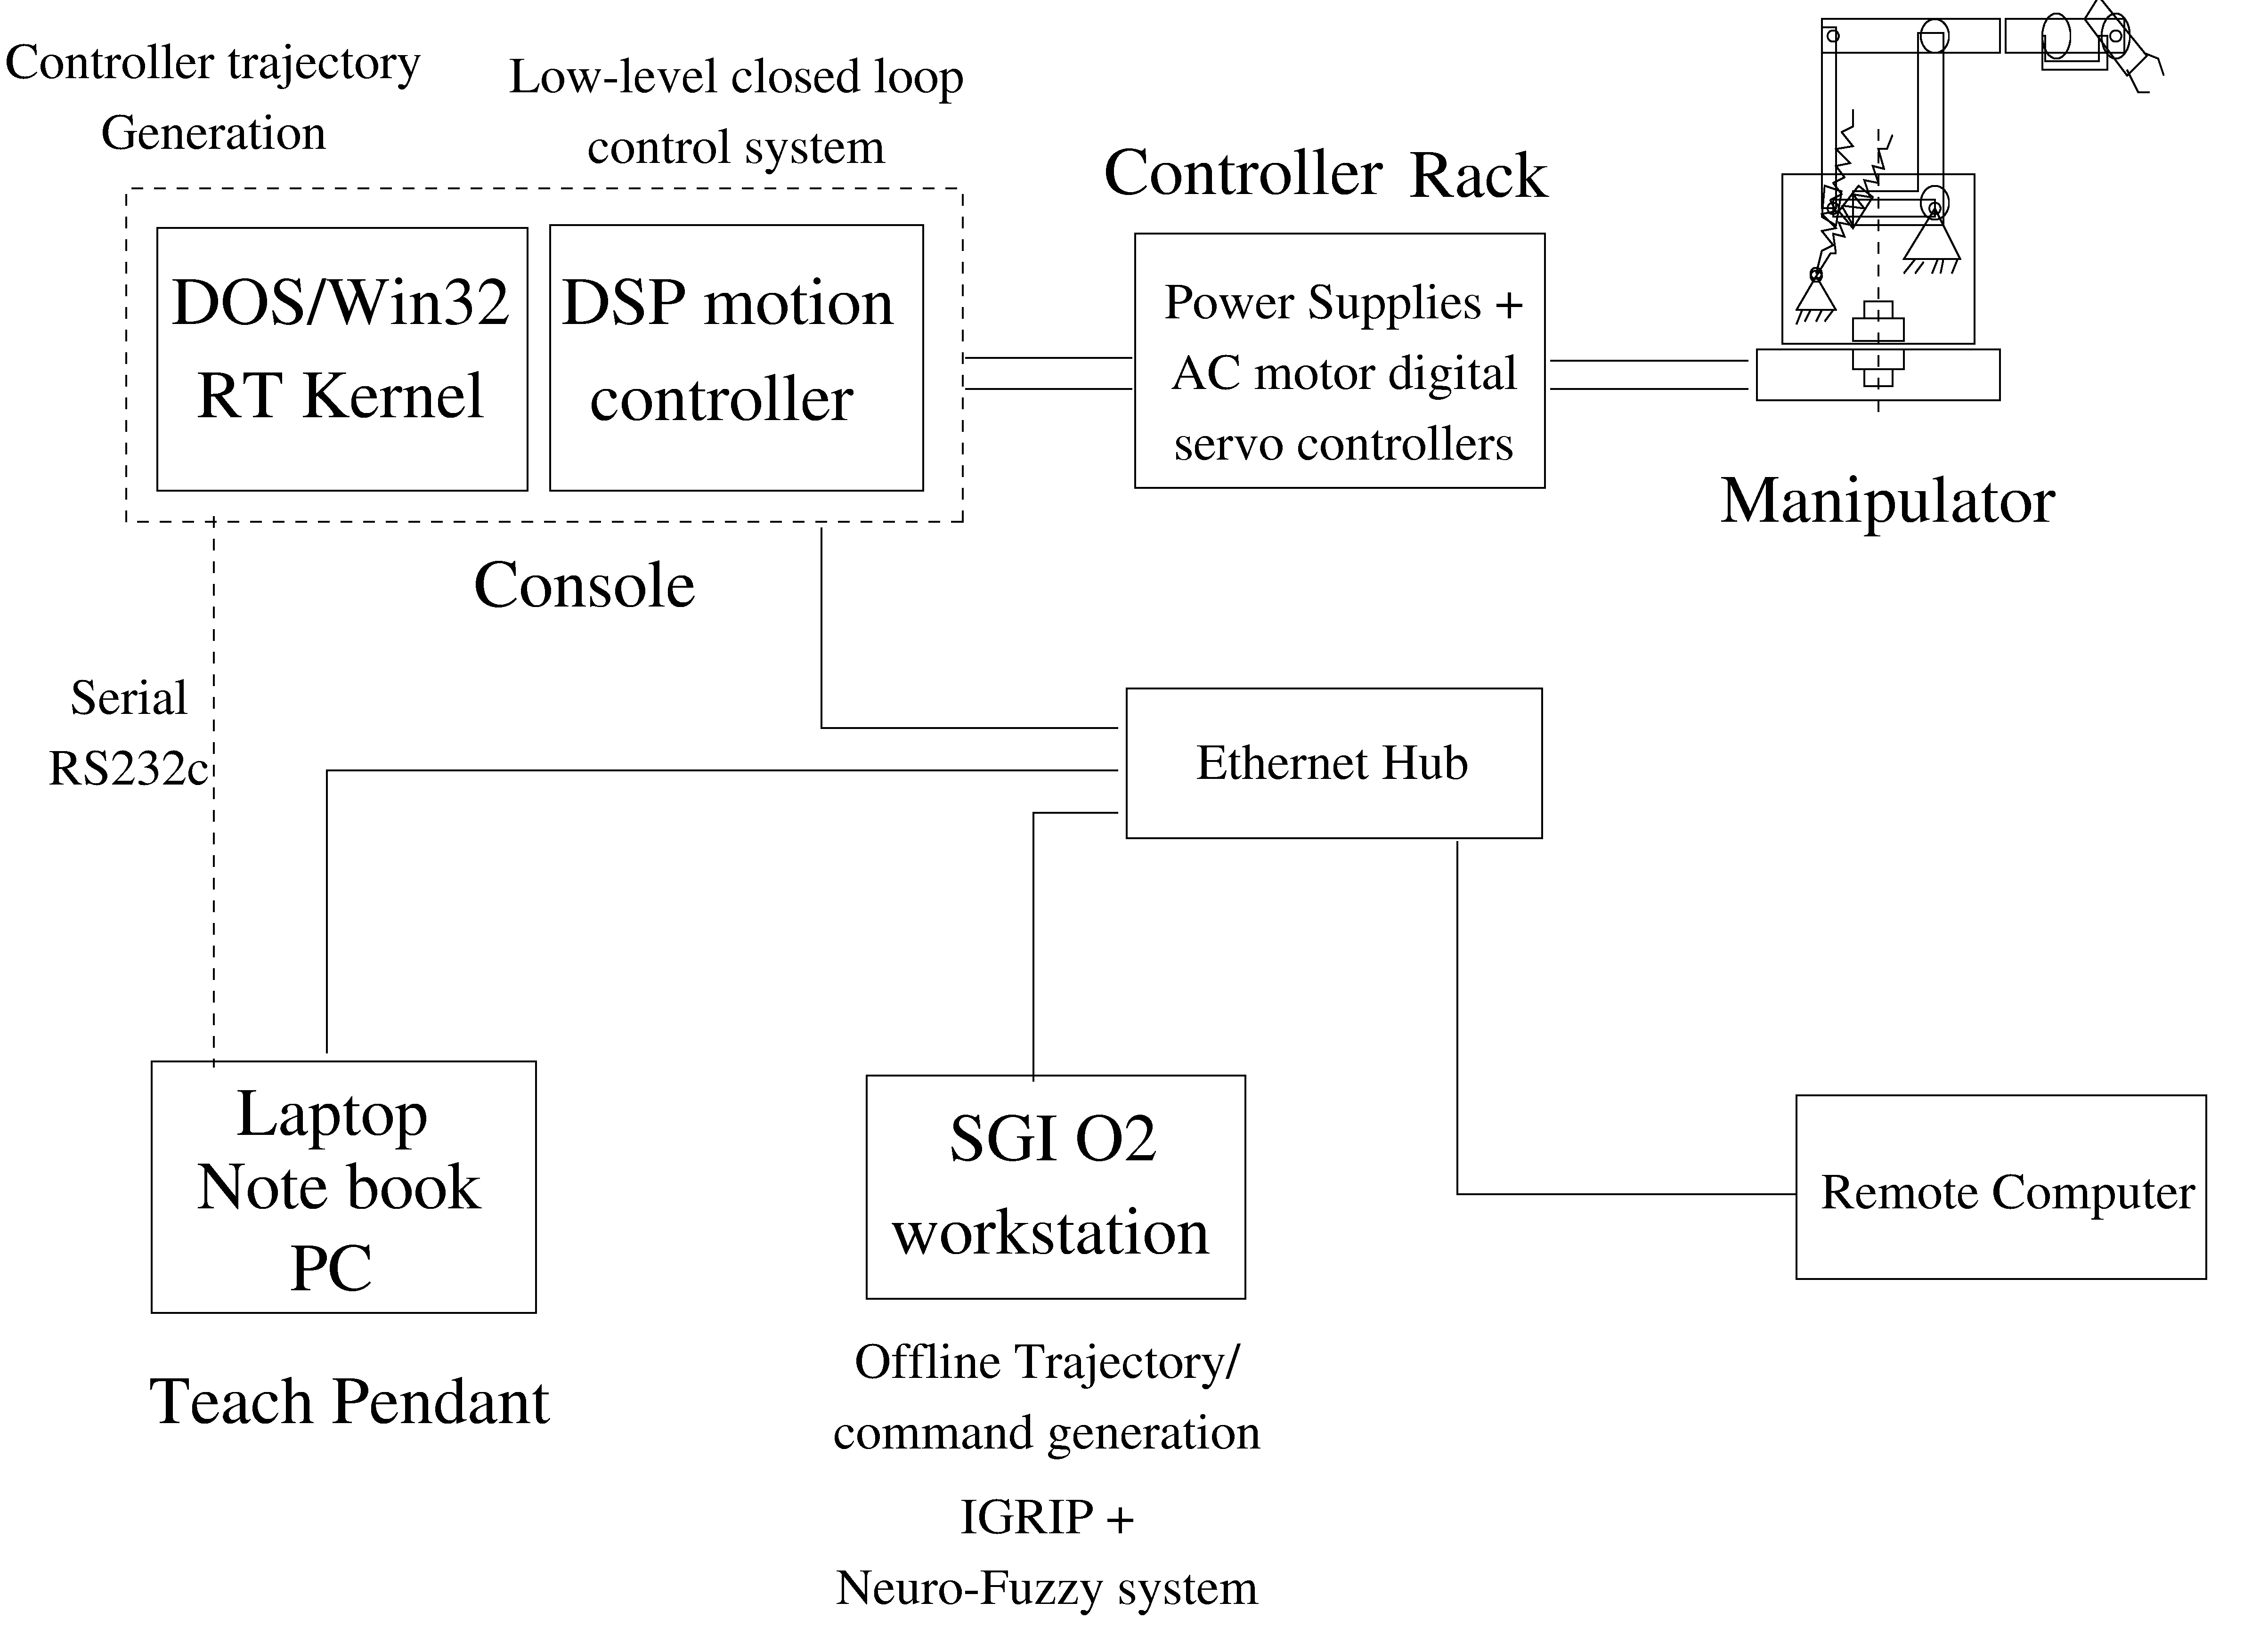 Controller trajectory
Generation
Low-level closed loop
control system
Controller Rack
DOS/Win32
RT Kernel
DSP motion
controller
Power Supplies +
AC motor digital
servo controllers
Manipulator
Console
Serial
RS232c
Ethernet Hub
Laptop
Note book
PC
SGI O2
workstation
Remote Computer
Teach Pendant
Offline Trajectory/
command generation
IGRIP +
Neuro-Fuzzy system